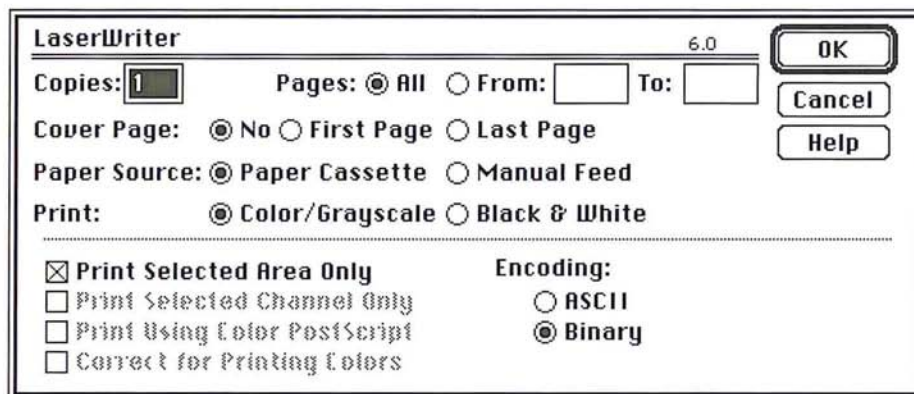 LaserWriter 6.0 OK
Copies: 1 Pages: All From: To:
Cancel
Cover Page: No First Page Last Page
Help
Paper Source: Paper Cassette Manual Feed
Print: Color/Grayscale Black & White
Print Selected Area Only Encoding:
Print Selected Channel Only ASCII
Print Using Color PostScript Binary
Correct for Printing Colors